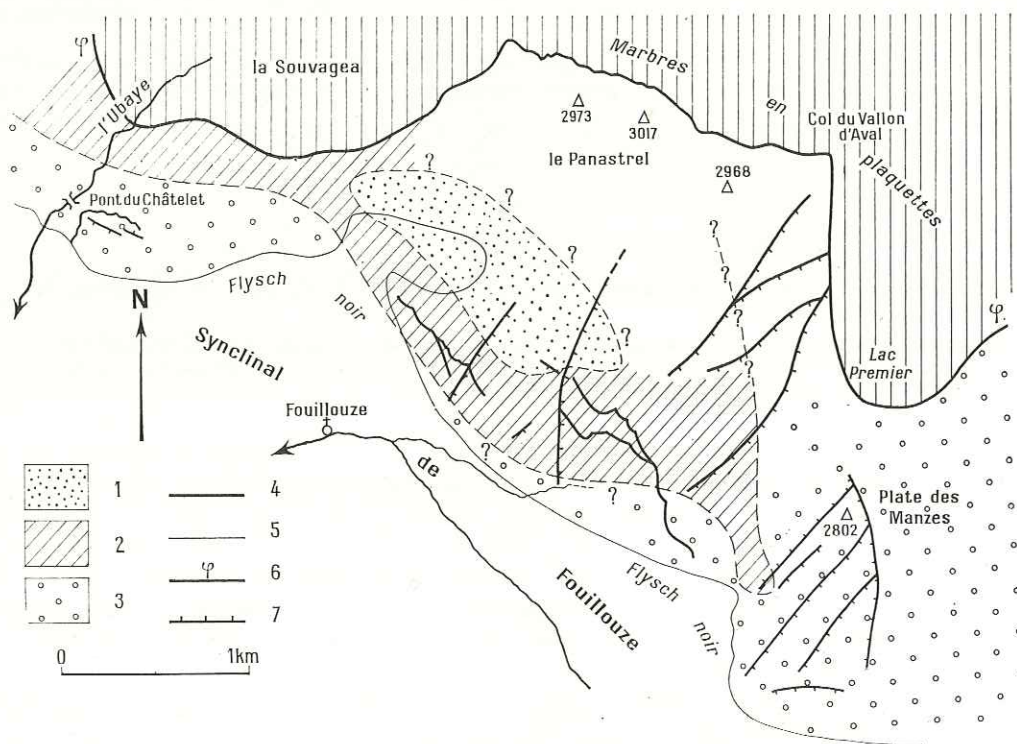 φ
la Souvagea
Marbres
en
plaquettes
2973
3017
le Panastrel
Col du Vallon
d'Aval
2968
l'Ubaye
Pont du Châtelet
?
?
?
?
?
?
?
?
?
?
?
?
Flysch
noir
N
Synclinal
de
Fouillouze
Fouillouze
φ
Lac
Premier
Plate des
Manzes
2802
Flysch
noir
1
2
3
4
5
φ
6
7
0
1km